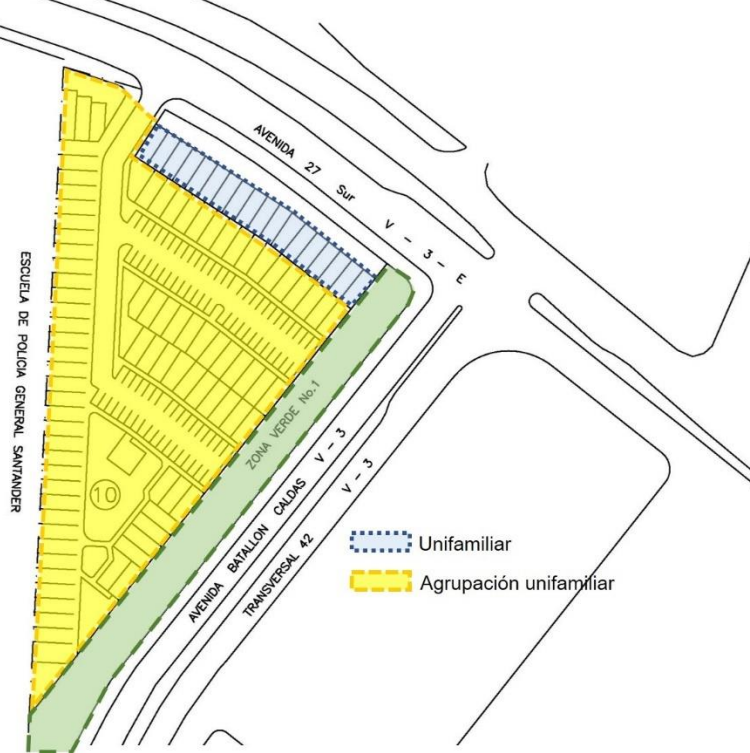 AVENIDA 27 Sur V - 3 - E
ESCUELA DE POLICIA GENERAL SANTANDER
ZONA VERDE No.1
10
AVENIDA BATALLON CALDAS V - 3
TRANSVERSAL 42 V - 3
Unifamiliar
Agrupación unifamiliar